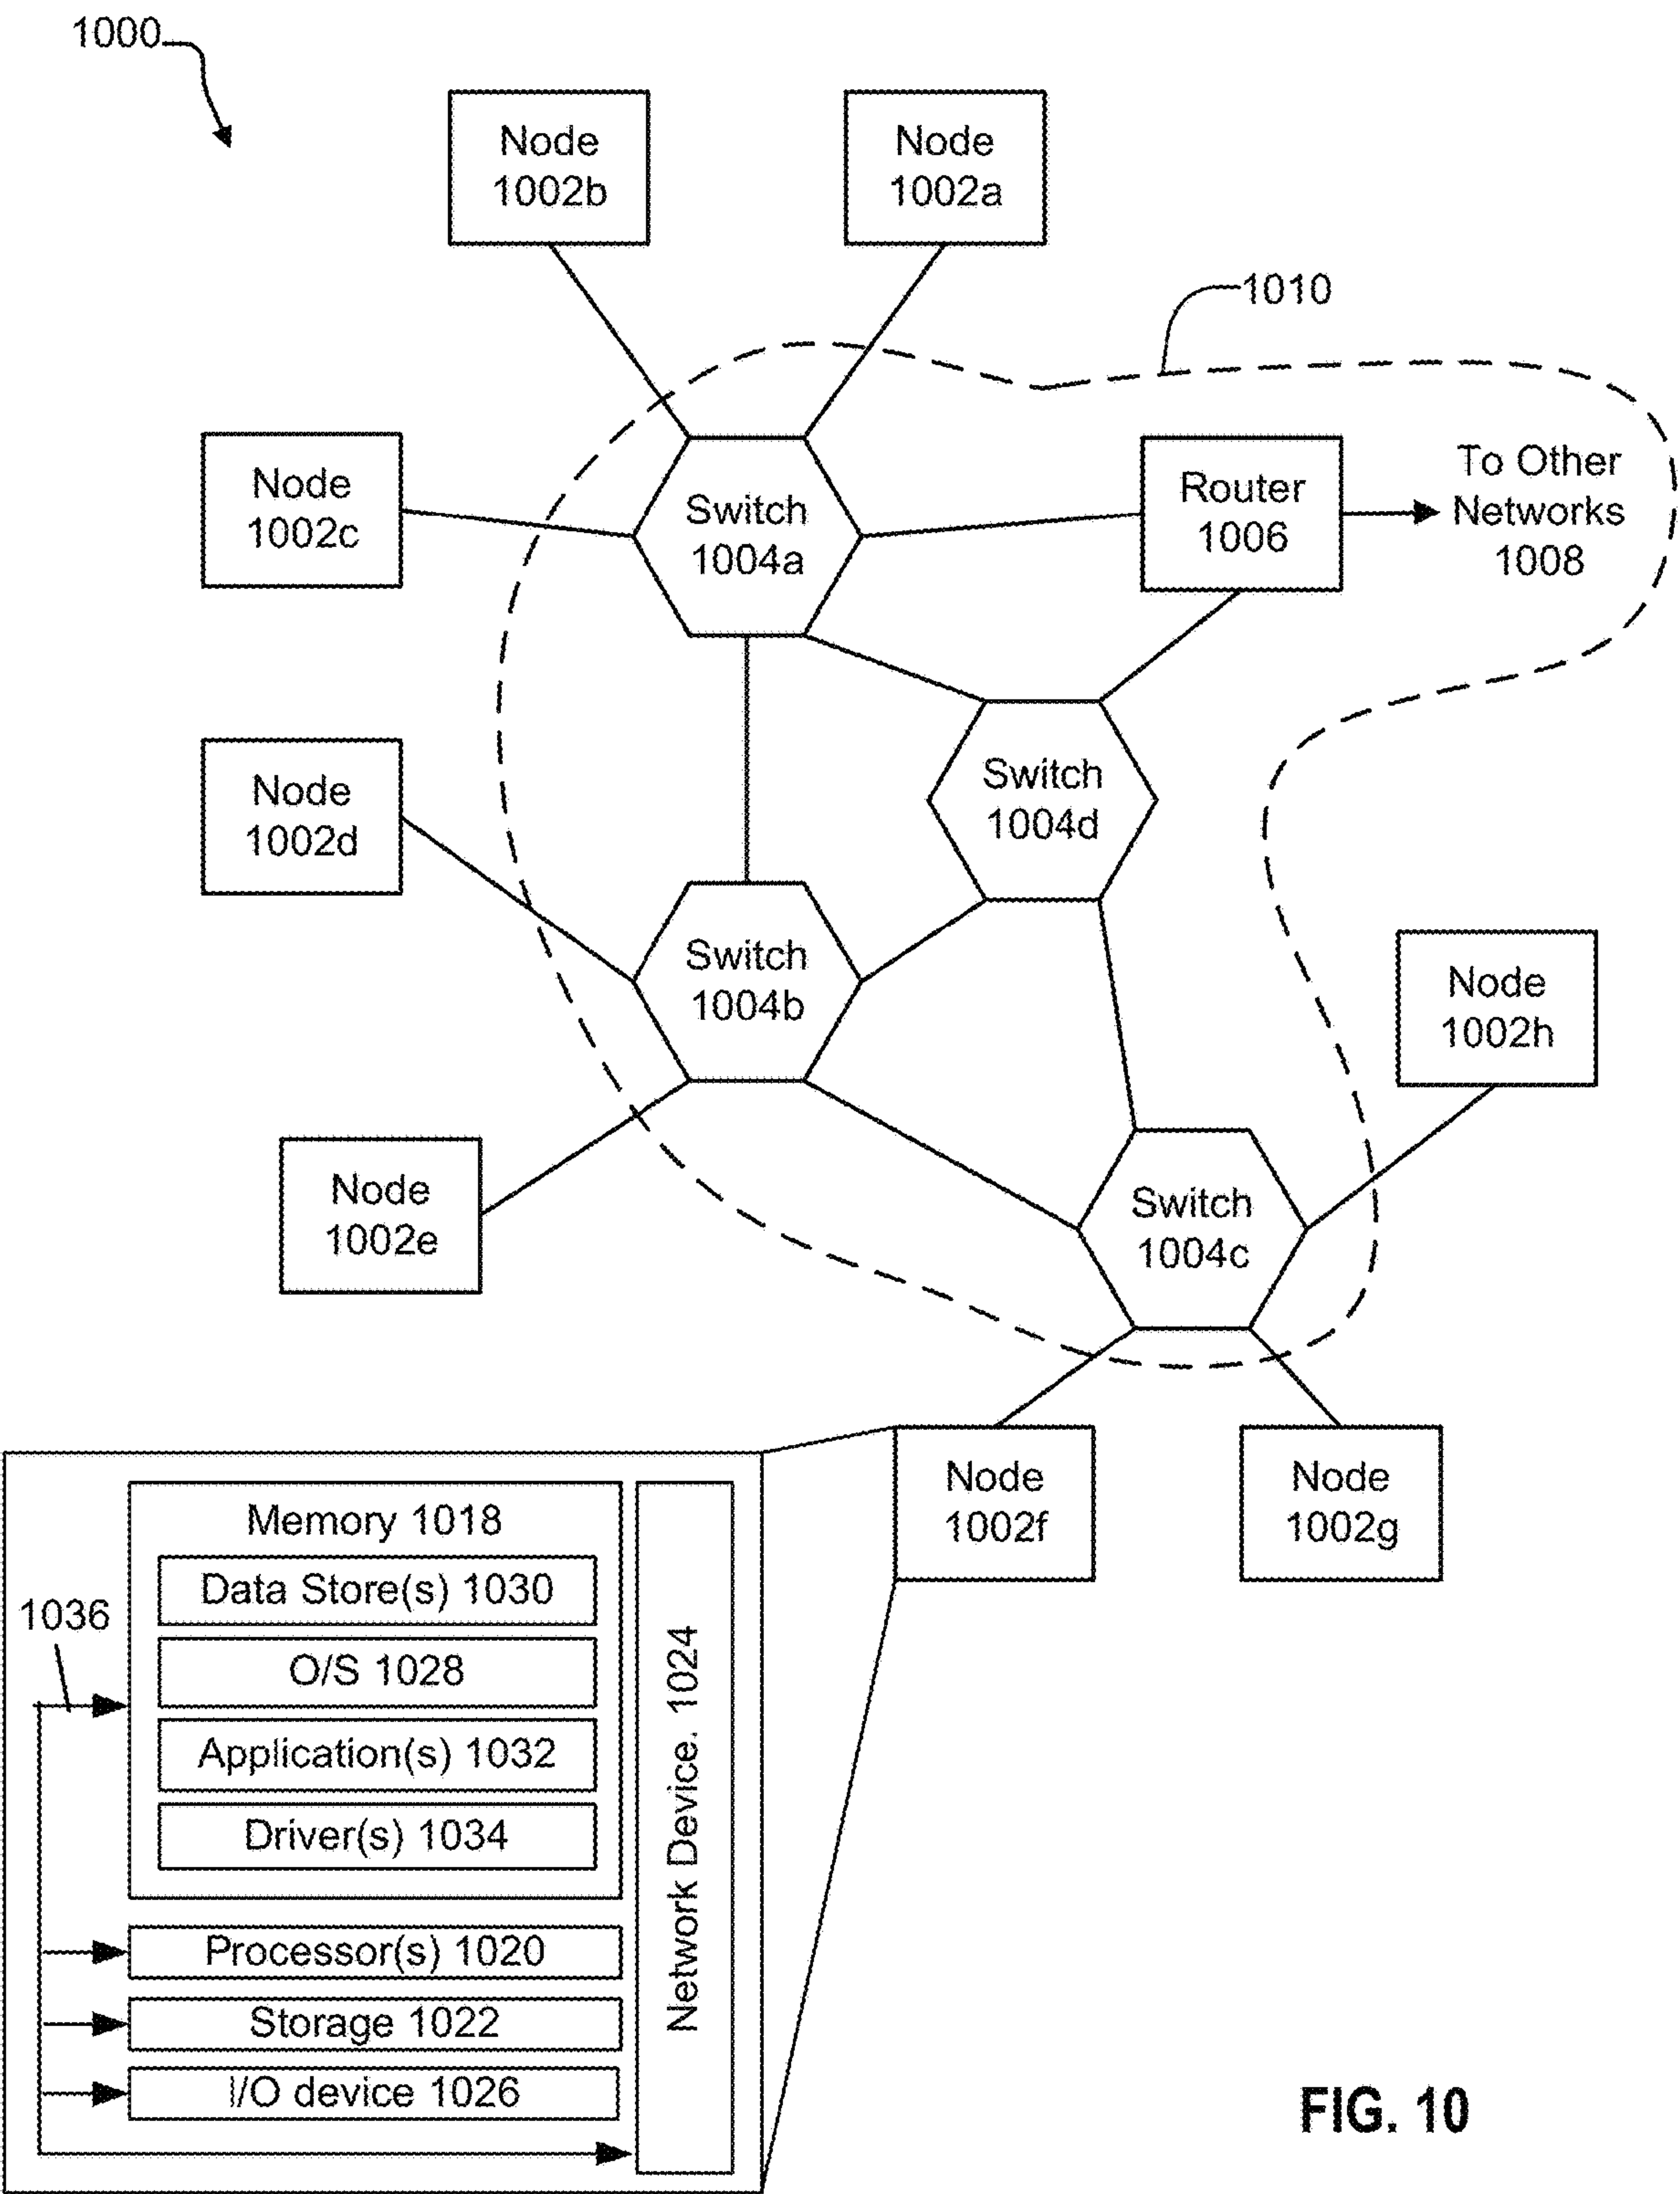 1000
Node
1002b
Node
1002a
1010
Node
1002c
Switch
1004a
Router
1006
To Other
Networks
1008
Node
1002d
Switch
1004d
Switch
1004b
Node
1002h
Node
1002e
Switch
1004c
Node
1002f
Node
1002g
Memory 1018
Data Store(s) 1030
1036
O/S 1028
Application(s) 1032
Driver(s) 1034
Network Device. 1024
Processor(s) 1020
Storage 1022
I/O device 1026
FIG. 10